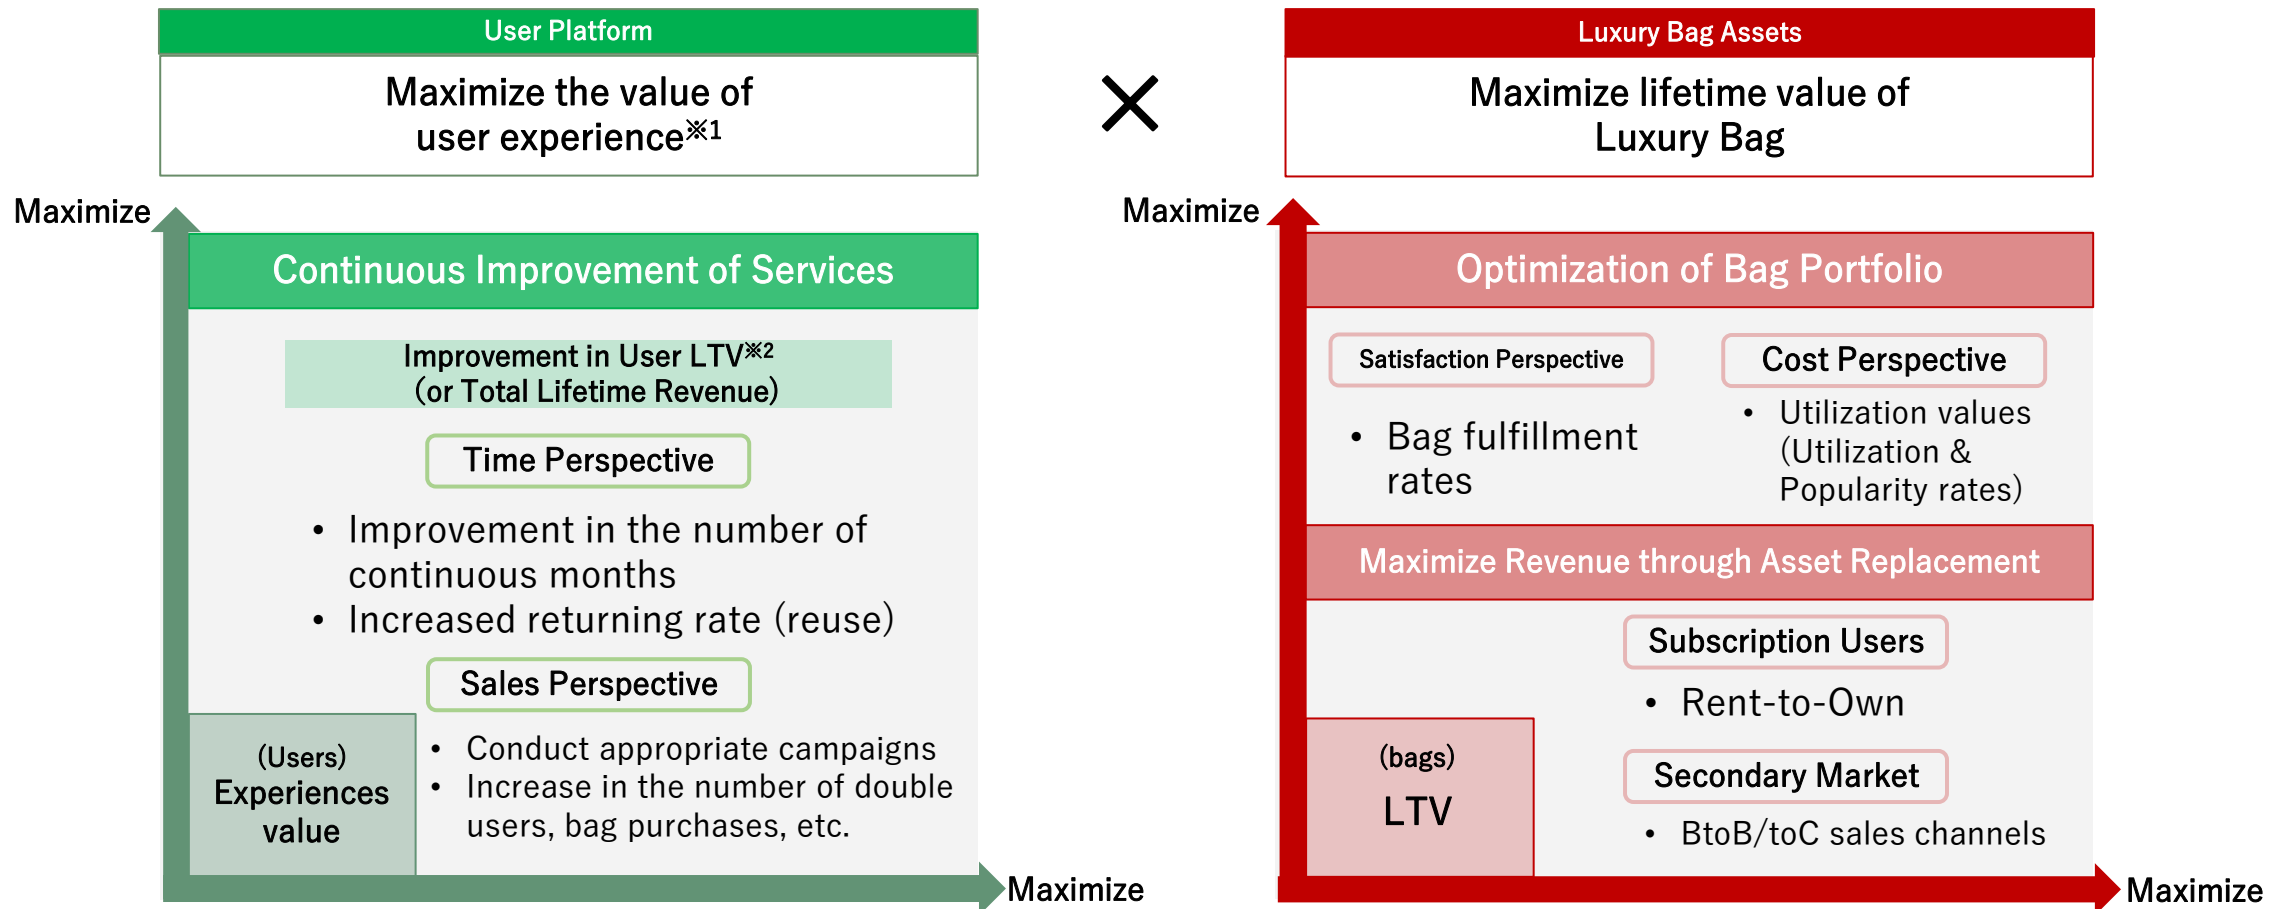 User Platform
Maximize the value of
user experience※1
Maximize
Continuous Improvement of Services
Improvement in User LTV※2
(or Total Lifetime Revenue)
Time Perspective
• Improvement in the number of
continuous months
• Increased returning rate (reuse)
Sales Perspective
• Conduct appropriate campaigns
• Increase in the number of double
users, bag purchases, etc.
(Users)
Experiences
value
Maximize
×
Luxury Bag Assets
Maximize lifetime value of
Luxury Bag
Maximize
Optimization of Bag Portfolio
Satisfaction Perspective
• Bag fulfillment
rates
Cost Perspective
• Utilization values
(Utilization &
Popularity rates)
Maximize Revenue through Asset Replacement
Subscription Users
• Rent-to-Own
Secondary Market
• BtoB/toC sales channels
(bags)
LTV
Maximize